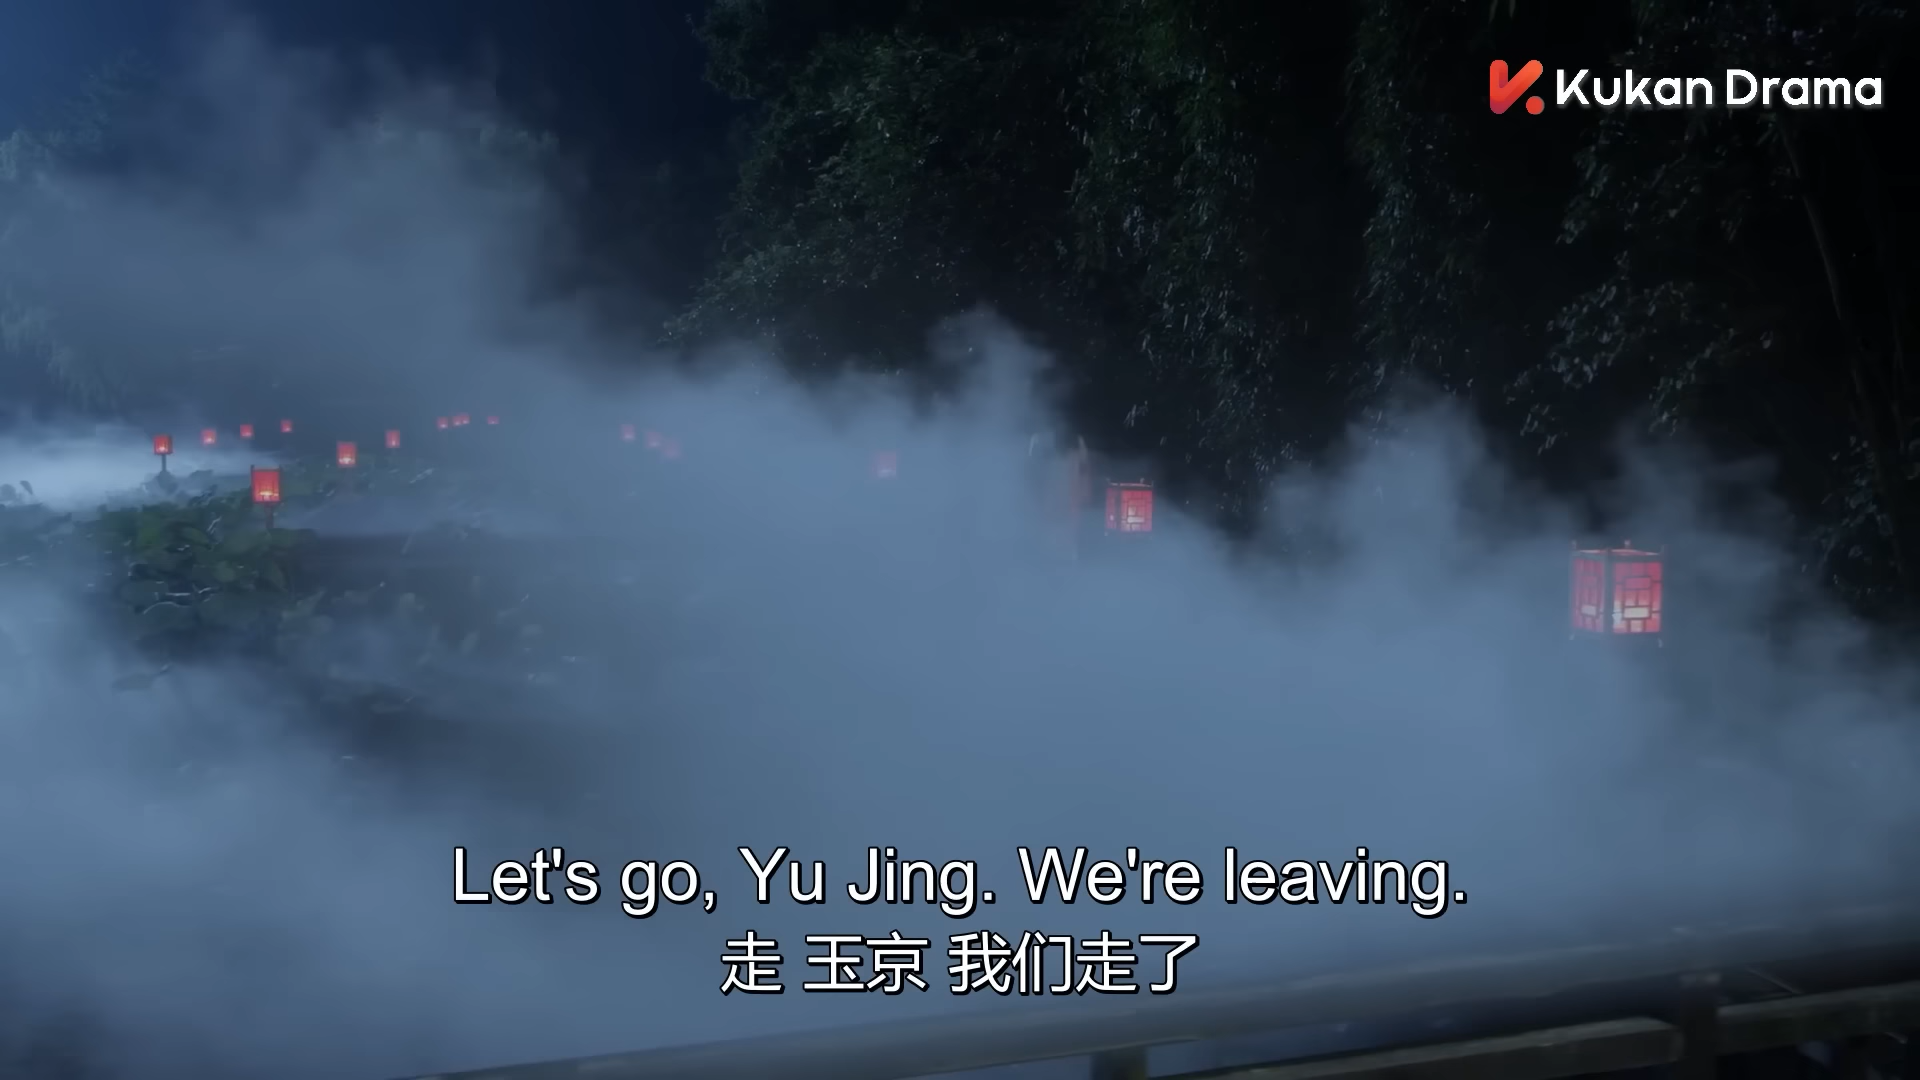 Kukan Drama
Let's go, Yu Jing. We're leaving.
走 玉京 我们走了